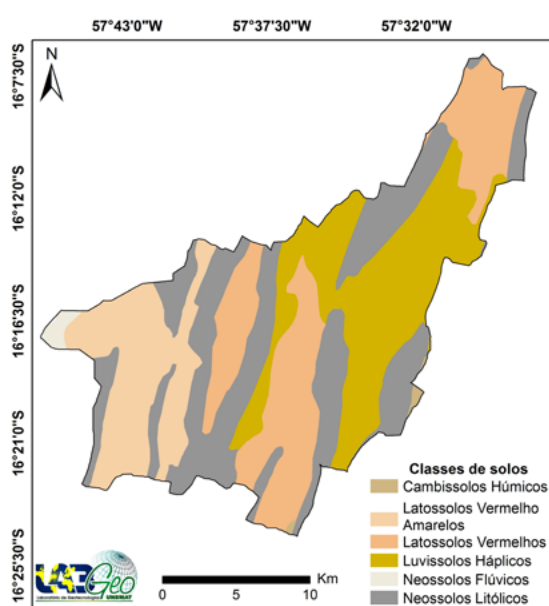 57°43'0"W 57°37'30"W 57°32'0"W
N
16°7'30"S
16°12'0"S
16°16'30"S
16°21'0"S
16°25'30"S
Classes de solos
Cambissolos Húmicos
Latossolos Vermelho
Amarelos
Latossolos Vermelhos
Luvissolos Háplicos
Neossolos Flúvicos
Neossolos Litólicos
Geo
UNEMAT
Km
0 5 10